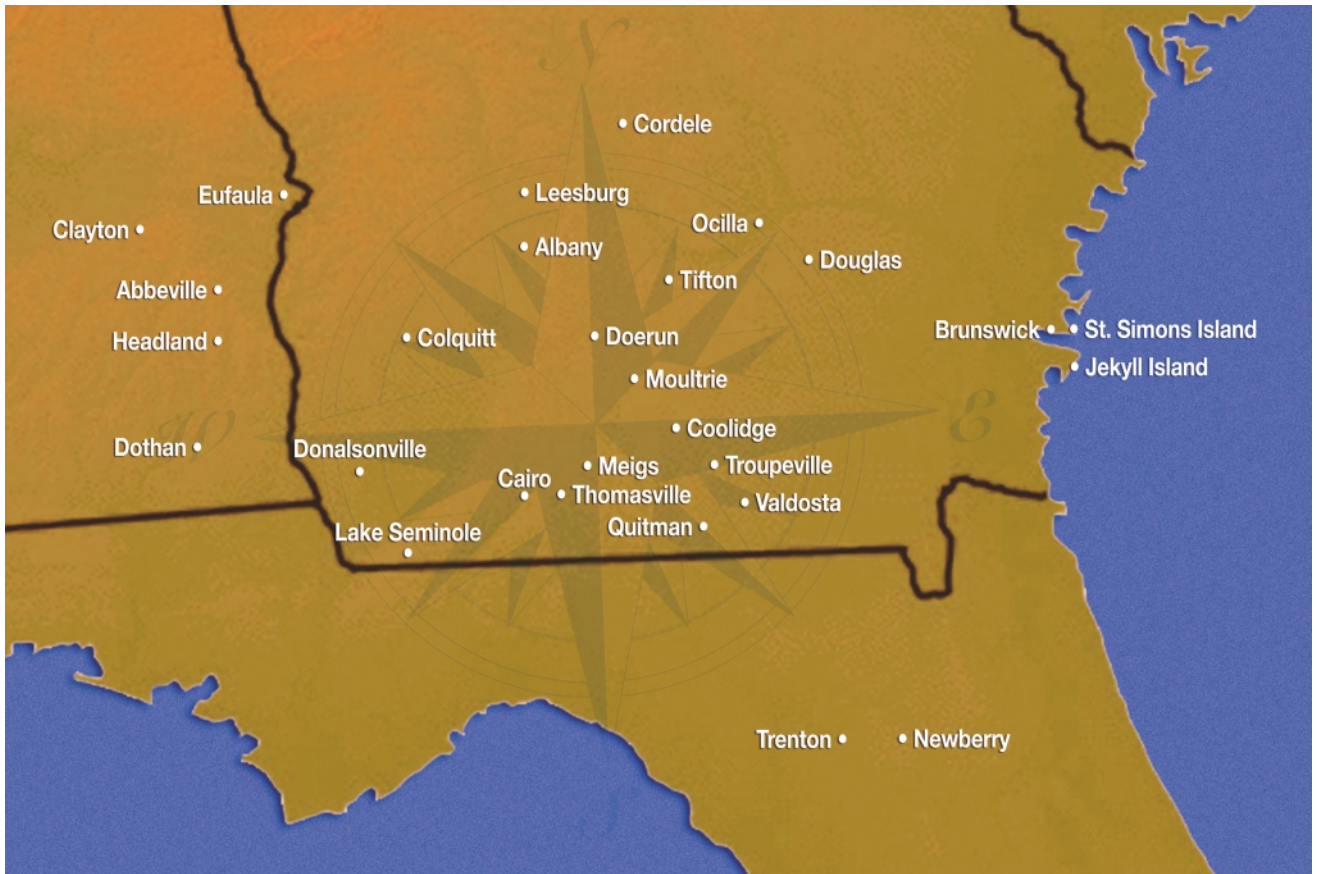 N
Cordele
Eufaula
Leesburg
Clayton
Ocilla
Albany
Douglas
Tifton
Abbeville
Brunswick
St. Simons Island
Headland
Colquitt
Doerun
Jekyll Island
Moultrie
W
E
Coolidge
Dothan
Donalsonville
Meigs
Troupeville
Cairo
Thomasville
Valdosta
Quitman
Lake Seminole
Trenton
Newberry
S